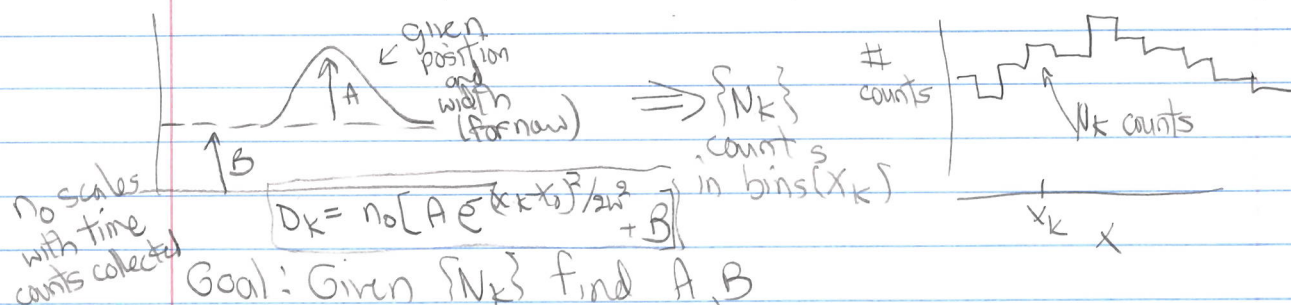 given
position
and
width
(for now)
A
B
⟹ {N_k}
counts
in bins (x_k)
#
counts
N_k counts
x_k
x
n_0 scales
with time
counts collected
D_k = n_0[A e^{-(x_k-x_0)^2/2w^2} + B]
Goal: Given {N_k} find A, B